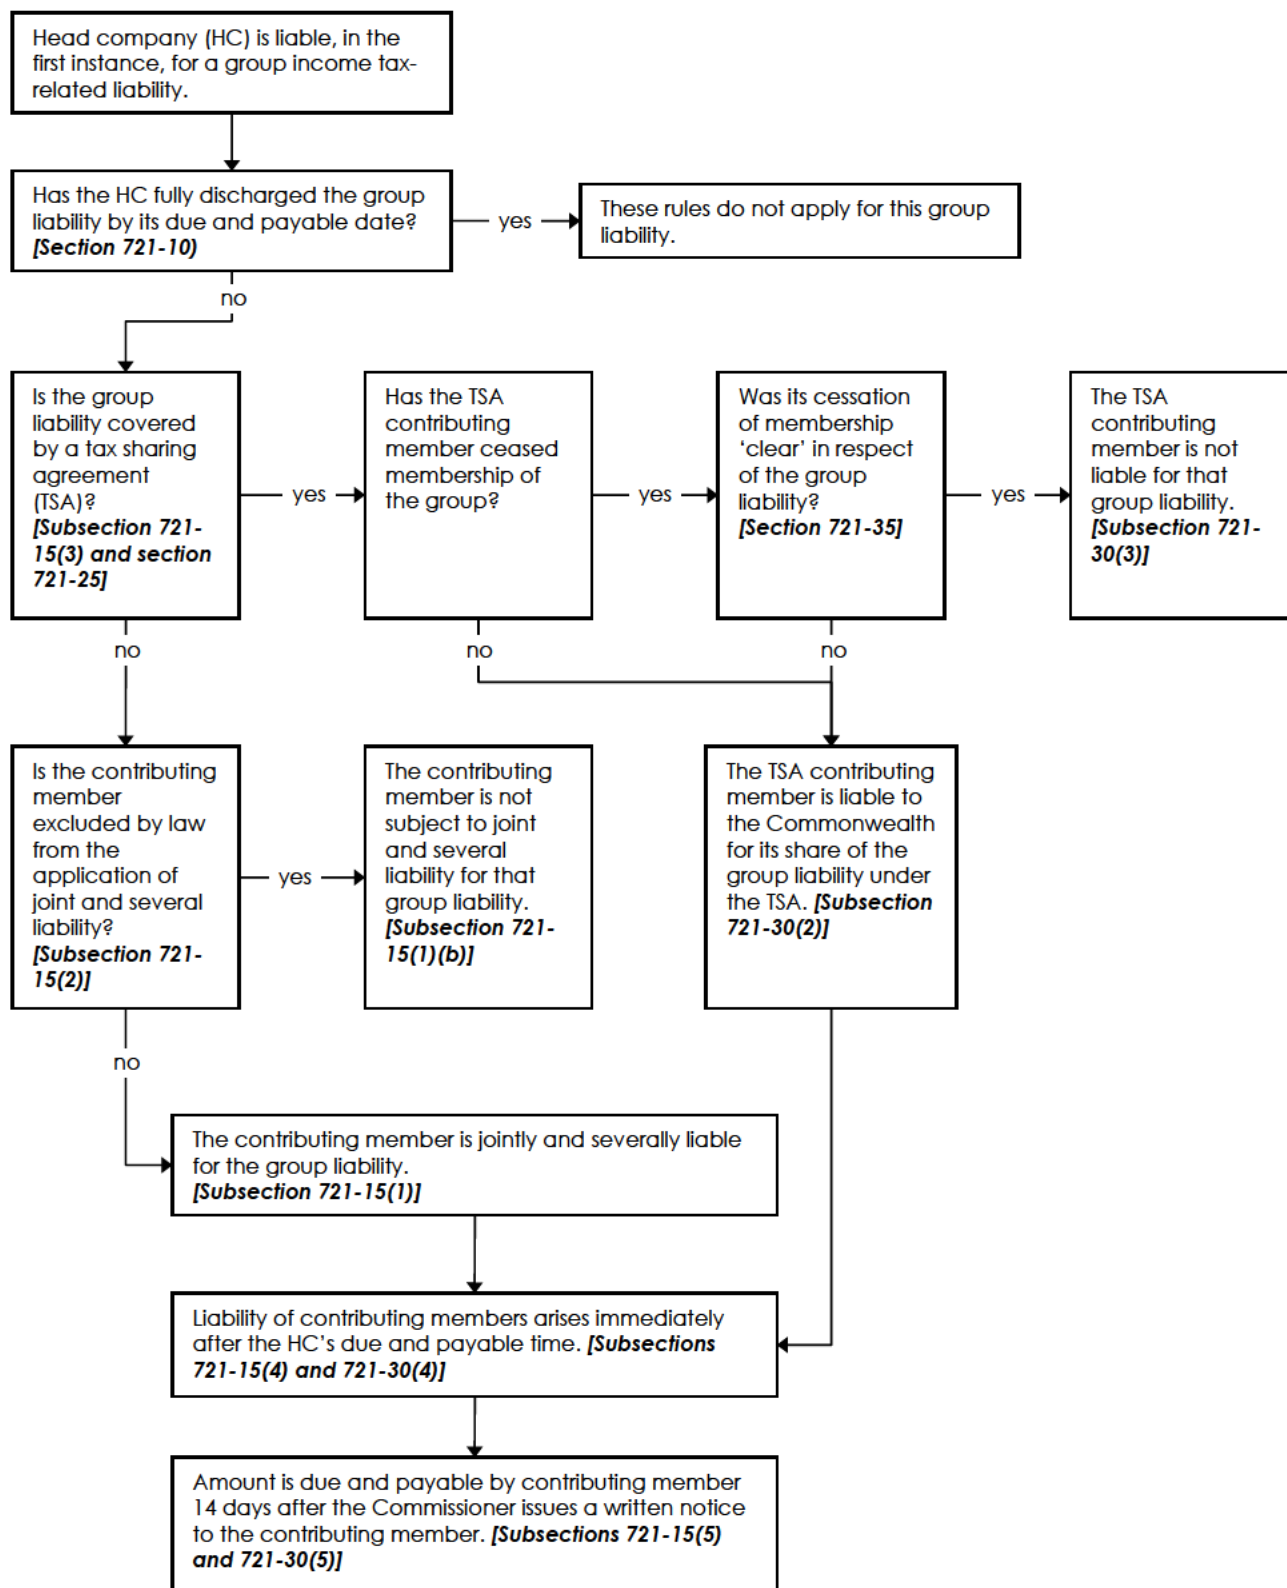 Head company (HC) is liable, in the
first instance, for a group income tax-
related liability.
Has the HC fully discharged the group
liability by its due and payable date?
[Section 721-10)
yes
These rules do not apply for this group
liability.
no
Is the group
liability covered
by a tax sharing
agreement
(TSA)?
[Subsection 721-
15(3) and section
721-25]
yes
Has the TSA
contributing
member ceased
membership of
the group?
yes
Was its cessation
of membership
‘clear’ in respect
of the group
liability?
[Section 721-35]
yes
The TSA
contributing
member is not
liable for that
group liability.
[Subsection 721-
30(3)]
no
no
no
Is the contributing
member
excluded by law
from the
application of
joint and several
liability?
[Subsection 721-
15(2)]
yes
The contributing
member is not
subject to joint
and several
liability for that
group liability.
[Subsection 721-
15(1)(b)]
The TSA contributing
member is liable to
the Commonwealth
for its share of the
group liability under
the TSA. [Subsection
721-30(2)]
no
The contributing member is jointly and severally liable
for the group liability.
[Subsection 721-15(1)]
Liability of contributing members arises immediately
after the HC’s due and payable time. [Subsections
721-15(4) and 721-30(4)]
Amount is due and payable by contributing member
14 days after the Commissioner issues a written notice
to the contributing member. [Subsections 721-15(5)
and 721-30(5)]